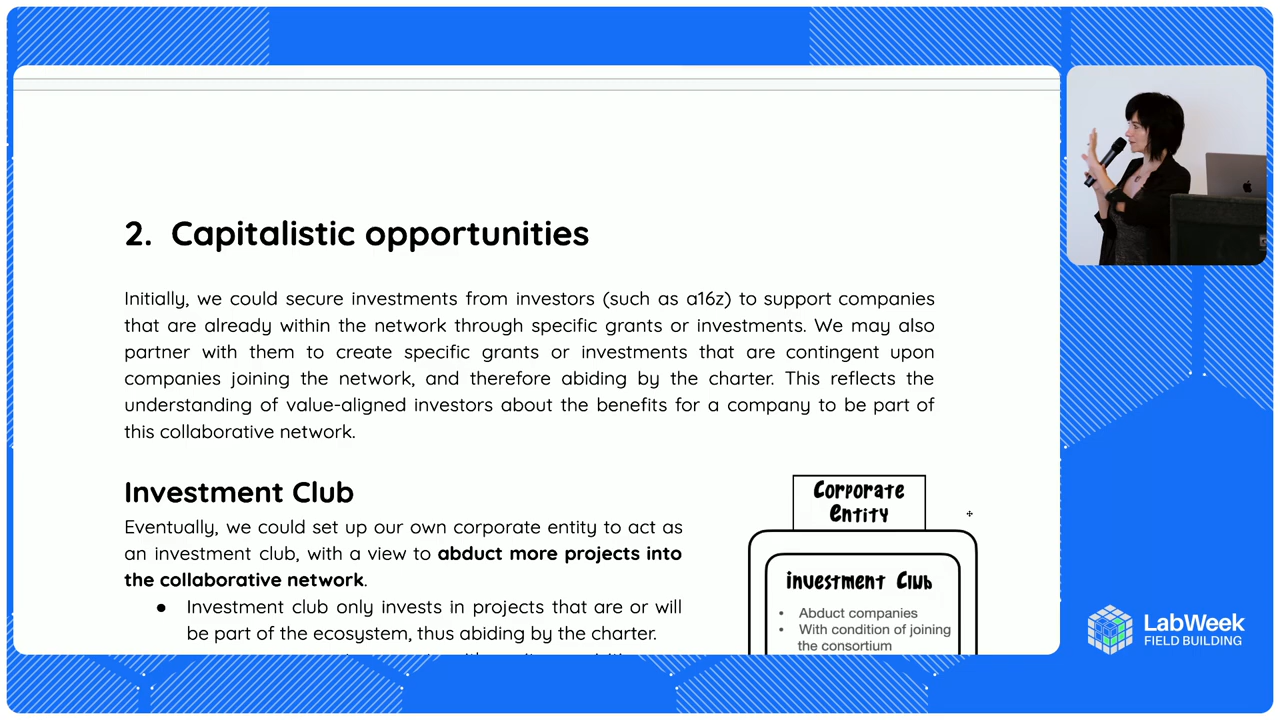 2. Capitalistic opportunities
Initially, we could secure investments from investors (such as a16z) to support companies
that are already within the network through specific grants or investments. We may also
partner with them to create specific grants or investments that are contingent upon
companies joining the network, and therefore abiding by the charter. This reflects the
understanding of value-aligned investors about the benefits for a company to be part of
this collaborative network.
Investment Club
Eventually, we could set up our own corporate entity to act as
an investment club, with a view to abduct more projects into
the collaborative network.
● Investment club only invests in projects that are or will
be part of the ecosystem, thus abiding by the charter.
Corporate
Entity
investment Club
• Abduct companies
• With condition of joining
the consortium
LabWeek
FIELD BUILDING